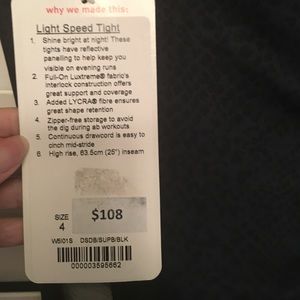 why we made this:
Light Speed Tight
1. Shine bright at night! These
tights have reflective
panelling to help keep you
visible on evening runs
2. Full-On Luxtreme® fabric's
interlock construction offers
great support and coverage
3. Added LYCRA® fibre ensures
great shape retention
4. Zipper-free storage to avoid
the dig during ab workouts
5. Continuous drawcord is easy to
cinch mid-stride
6. High rise, 63.5cm (25") inseam
SIZE
4
$108
W5I01S DSDB/SUPB/BLK
000003595662